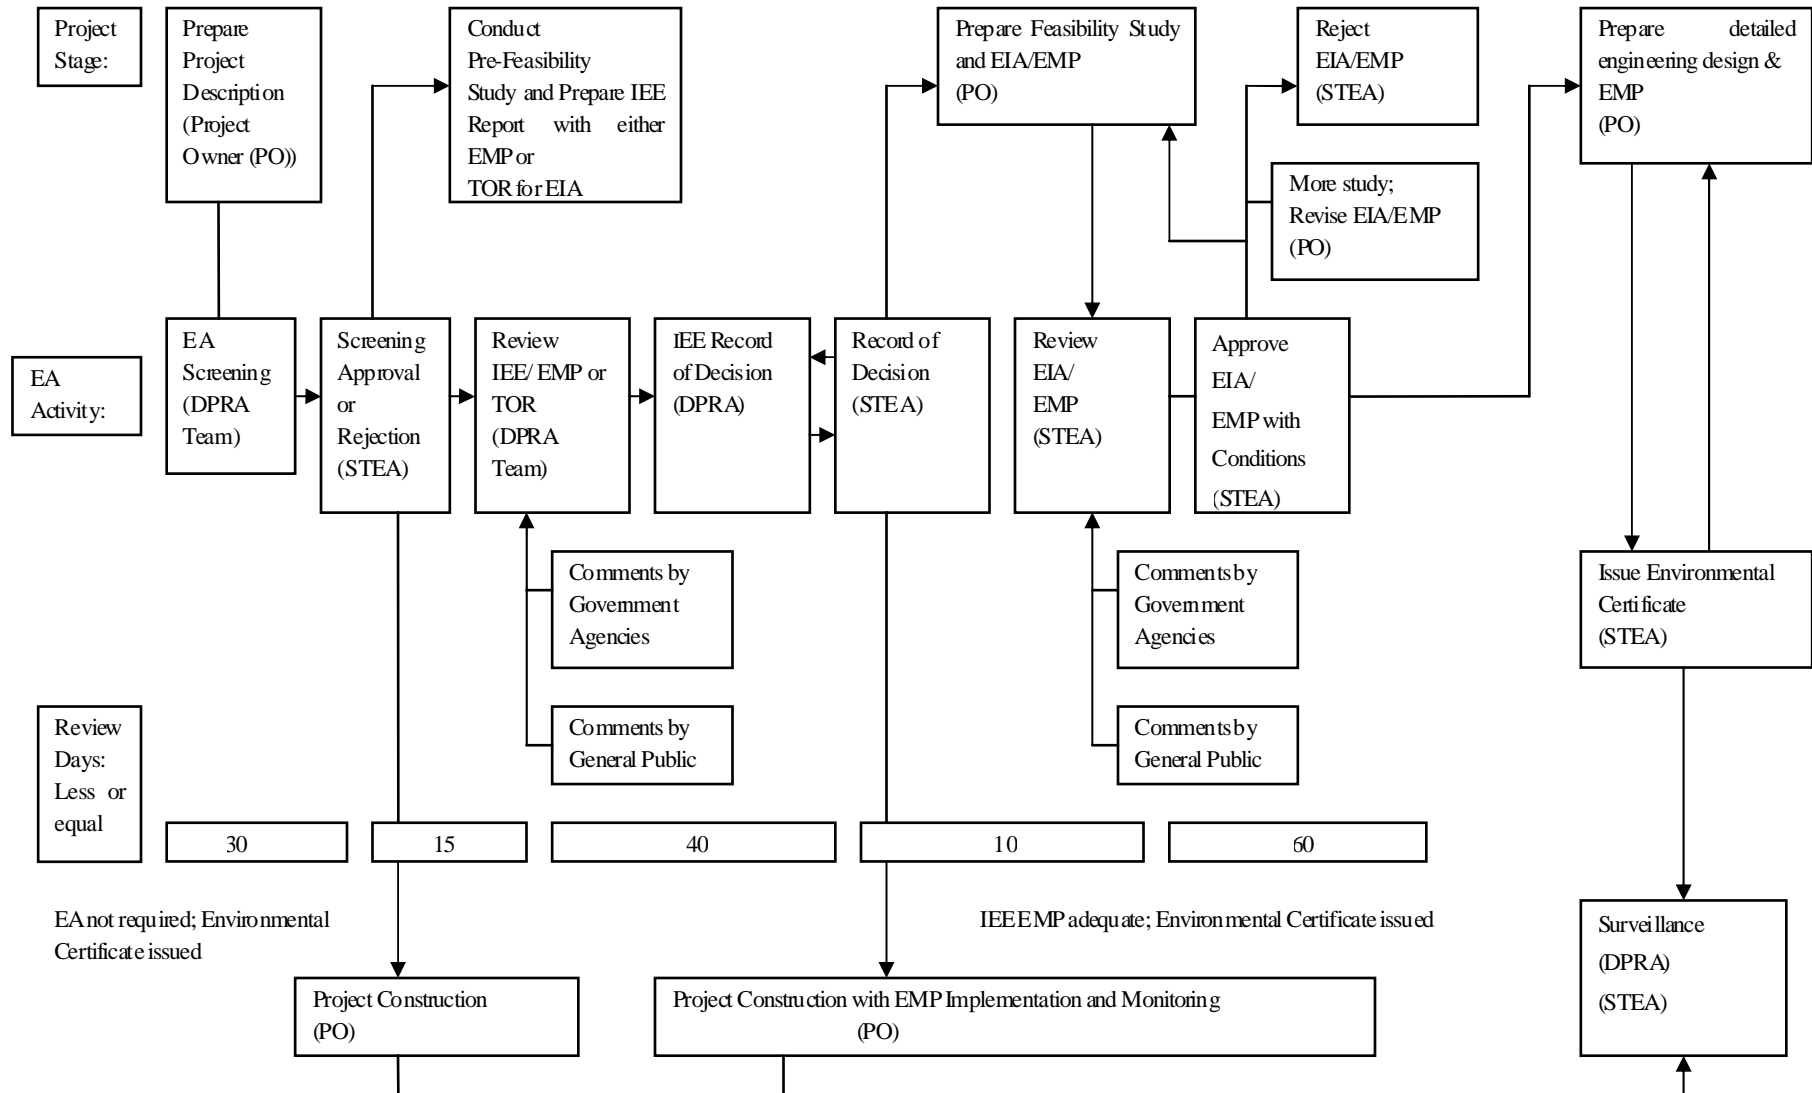 Project
Stage:
Prepare
Project
Description
(Project
Owner (PO))
Conduct
Pre-Feasibility
Study and Prepare IEE
Report with either
EMP or
TOR for EIA
Prepare Feasibility Study
and EIA/EMP
(PO)
Reject
EIA/EMP
(STEA)
Prepare detailed
engineering design &
EMP
(PO)
More study;
Revise EIA/EMP
(PO)
EA
Activity:
EA
Screening
(DPRA
Team)
Screening
Approval
or
Rejection
(STEA)
Review
IEE/ EMP or
TOR
(DPRA
Team)
IEE Record
of Decision
(DPRA)
Record of
Decision
(STEA)
Review
EIA/
EMP
(STEA)
Approve
EIA/
EMP with
Conditions
(STEA)
Comments by
Government
Agencies
Comments by
Government
Agencies
Issue Environmental
Certificate
(STEA)
Comments by
General Public
Comments by
General Public
Review
Days:
Less or
equal
30
15
40
10
60
EA not required; Environmental
Certificate issued
IEE EMP adequate; Environmental Certificate issued
Surveillance
(DPRA)
(STEA)
Project Construction
(PO)
Project Construction with EMP Implementation and Monitoring
(PO)